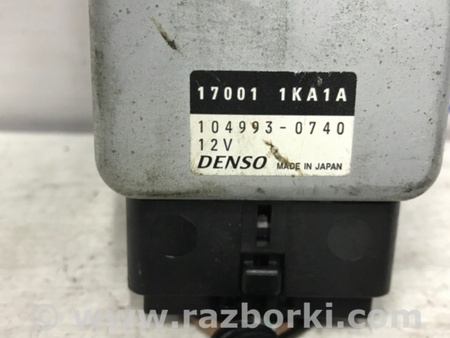 17001 1KA1A
104993-0740
12V
DENSO MADE IN JAPAN
www.razborki.com